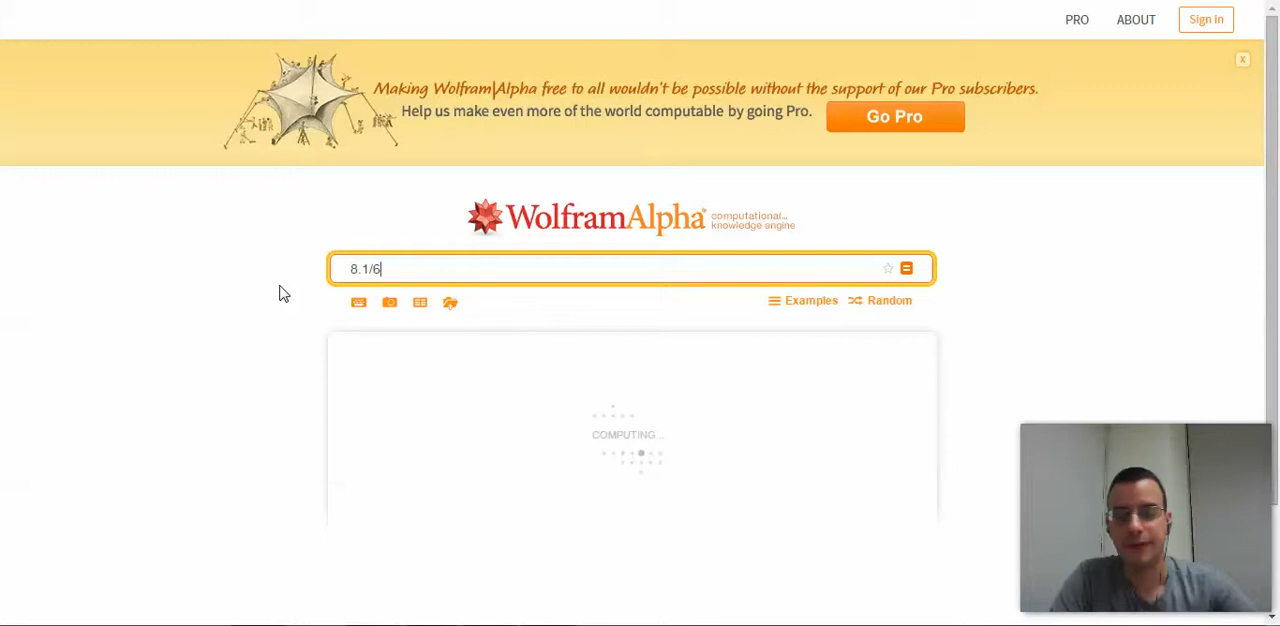 PRO ABOUT Sign in
Making Wolfram|Alpha free to all wouldn't be possible without the support of our Pro subscribers.
Help us make even more of the world computable by going Pro. Go Pro
x
WolframAlpha computational... knowledge engine
8.1/6
Examples Random
COMPUTING...